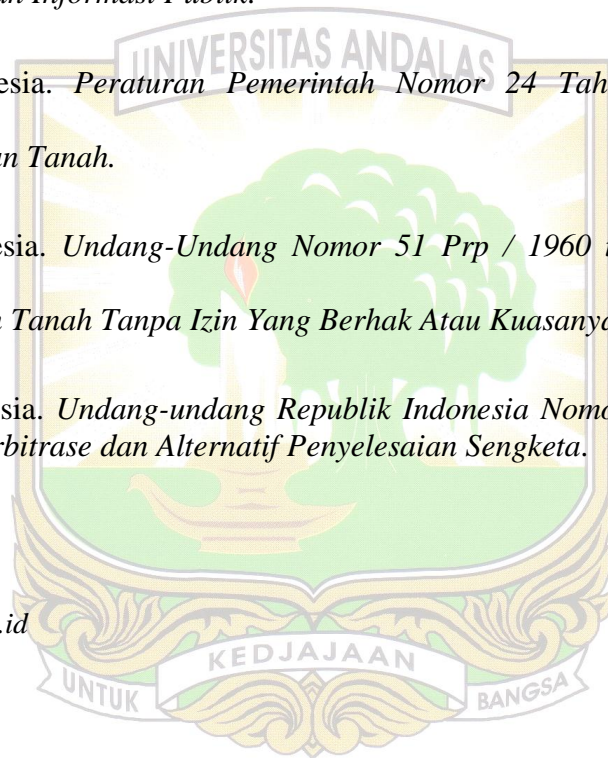 an Informasi Publik.
UNIVERSITAS ANDALAS
esia. Peraturan Pemerintah Nomor 24 Tah
an Tanah.
esia. Undang-Undang Nomor 51 Prp / 1960
n Tanah Tanpa Izin Yang Berhak Atau Kuasanya
sia. Undang-undang Republik Indonesia Nomo
rbitrase dan Alternatif Penyelesaian Sengketa.
.id
UNTUK KEDJAJAAN BANGSA